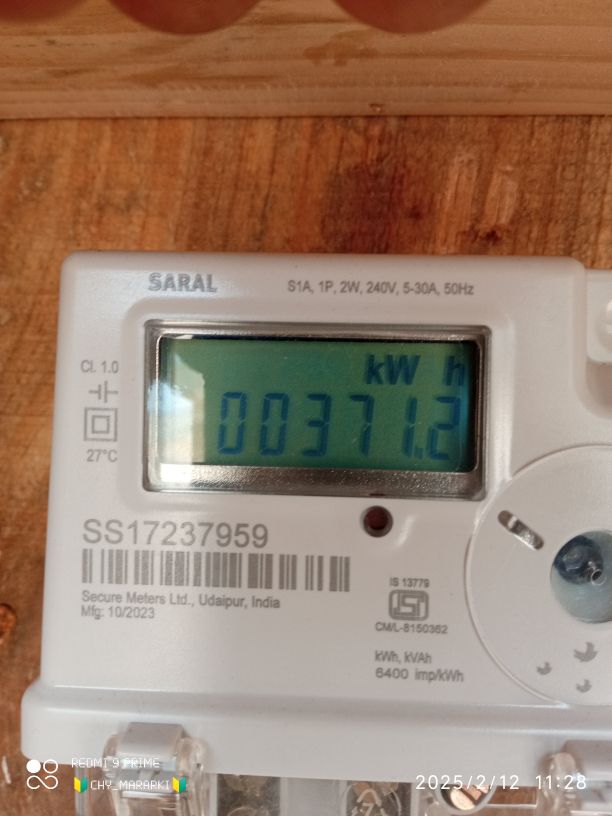 SARAL
S1A, 1P, 2W, 240V, 5-30A, 50Hz
Cl. 1.0
27°C
kW h
00371.2
SS17237959
Secure Meters Ltd., Udaipur, India
Mfg: 10/2023
IS 13779
ISI
CM/L-8150362
kWh, kVAh
6400 imp/kWh
REDMI 9 PRIME
🔰CHY_MARAPKI🔰
2025/2/12 11:28